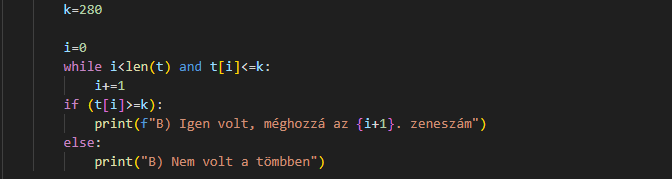 k=280
i=0
while i<len(t) and t[i]<=k:
    i+=1
if (t[i]>=k):
    print(f"B) Igen volt, méghozzá az {i+1}. zeneszám")
else:
    print("B) Nem volt a tömbben")